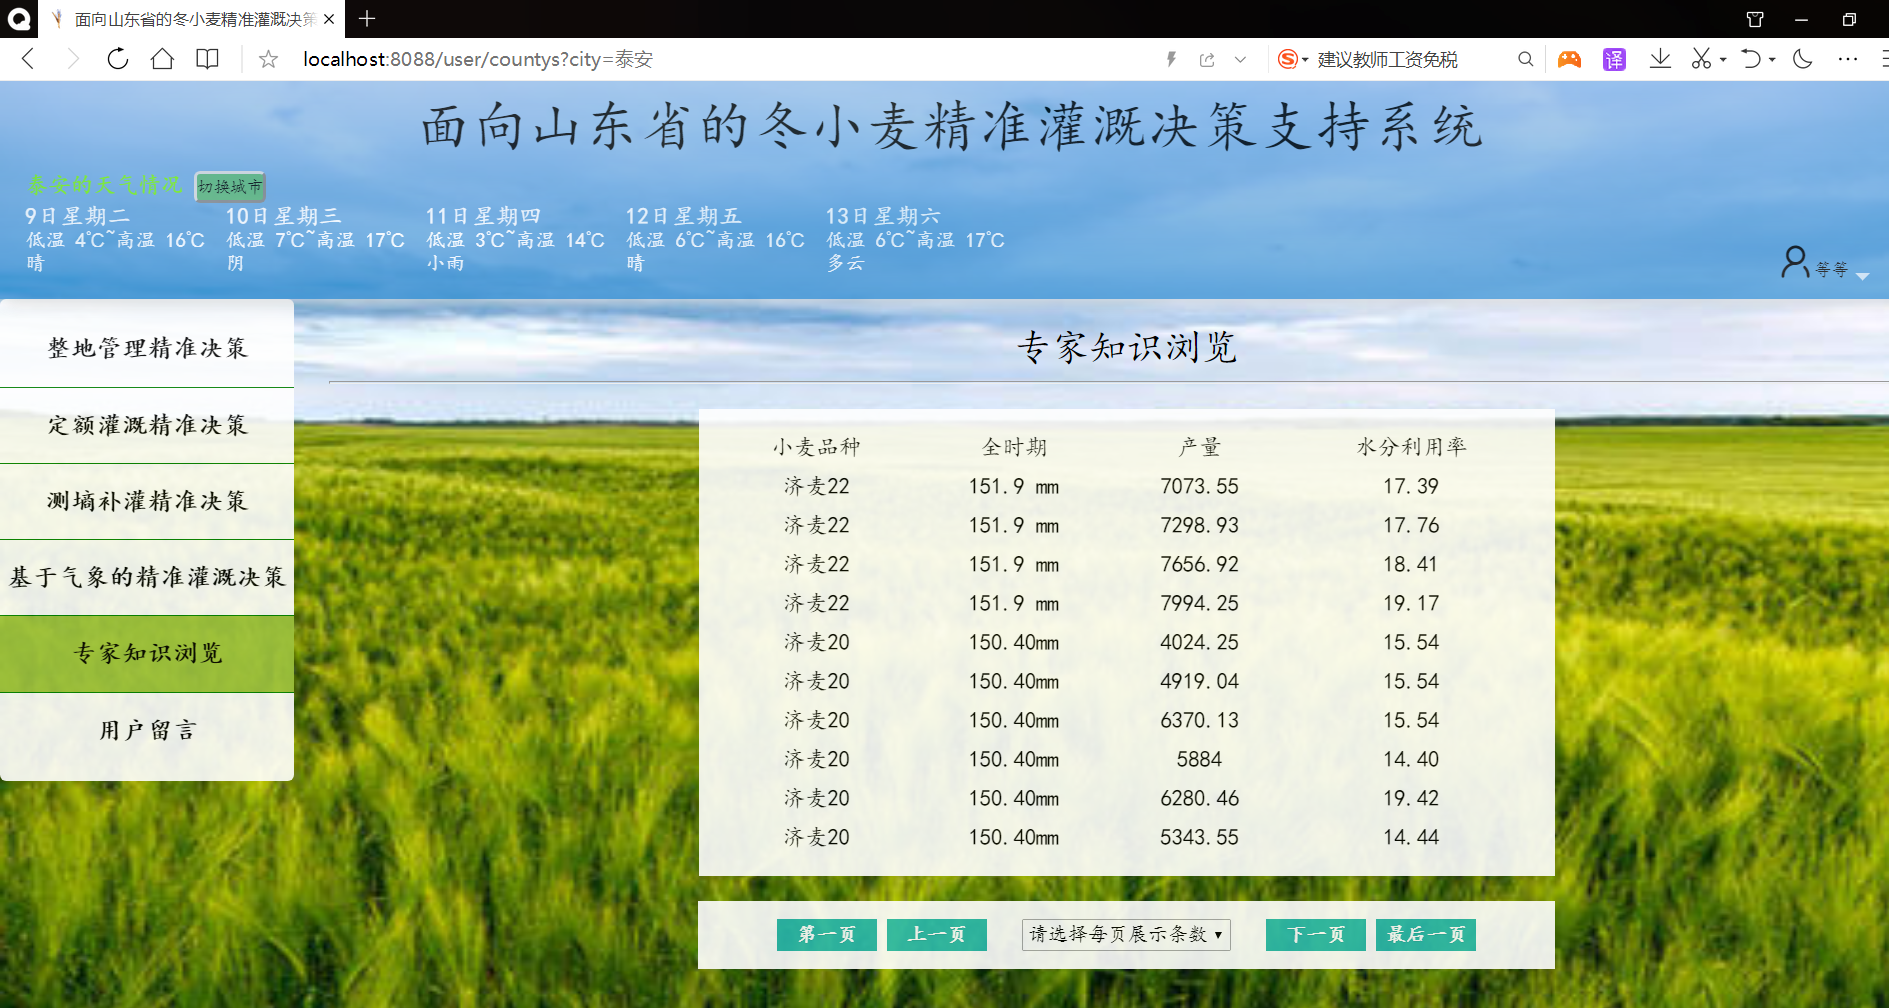 面向山东省的冬小麦精准灌溉决策
localhost:8088/user/countys?city=泰安
建议教师工资免税
译
面向山东省的冬小麦精准灌溉决策支持系统
泰安的天气情况 切换城市
9日星期二 10日星期三 11日星期四 12日星期五 13日星期六
低温 4℃~高温 16℃ 低温 7℃~高温 17℃ 低温 3℃~高温 14℃ 低温 6℃~高温 16℃ 低温 6℃~高温 17℃
晴 阴 小雨 晴 多云
等等
整地管理精准决策
定额灌溉精准决策
测墒补灌精准决策
基于气象的精准灌溉决策
专家知识浏览
用户留言
专家知识浏览
小麦品种 全时期 产量 水分利用率
济麦22 151.9 mm 7073.55 17.39
济麦22 151.9 mm 7298.93 17.76
济麦22 151.9 mm 7656.92 18.41
济麦22 151.9 mm 7994.25 19.17
济麦20 150.40mm 4024.25 15.54
济麦20 150.40mm 4919.04 15.54
济麦20 150.40mm 6370.13 15.54
济麦20 150.40mm 5884 14.40
济麦20 150.40mm 6280.46 19.42
济麦20 150.40mm 5343.55 14.44
第一页 上一页 请选择每页展示条数 下一页 最后一页